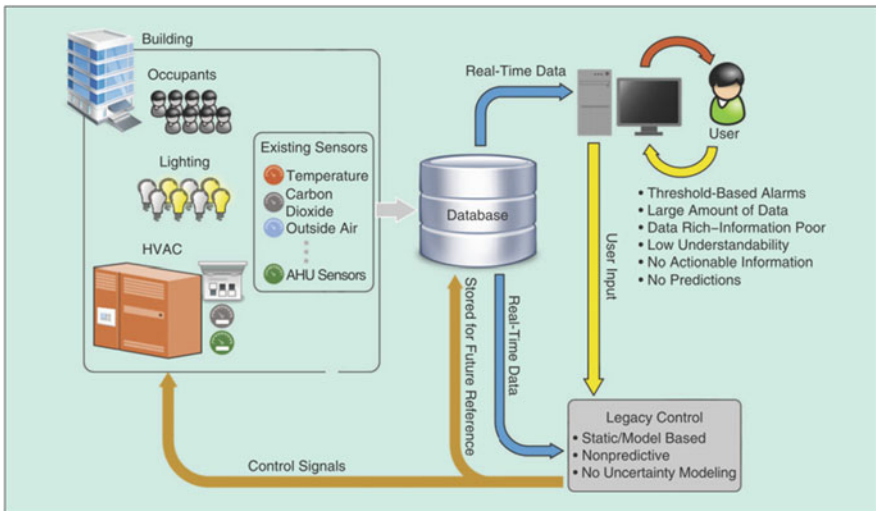 Building
Occupants
Lighting
HVAC
Existing Sensors
Temperature
Carbon
Dioxide
Outside Air
AHU Sensors
Database
Real-Time Data
User
• Threshold-Based Alarms
• Large Amount of Data
• Data Rich–Information Poor
• Low Understandability
• No Actionable Information
• No Predictions
User Input
Real-Time Data
Stored for Future Reference
Control Signals
Legacy Control
• Static/Model Based
• Nonpredictive
• No Uncertainty Modeling